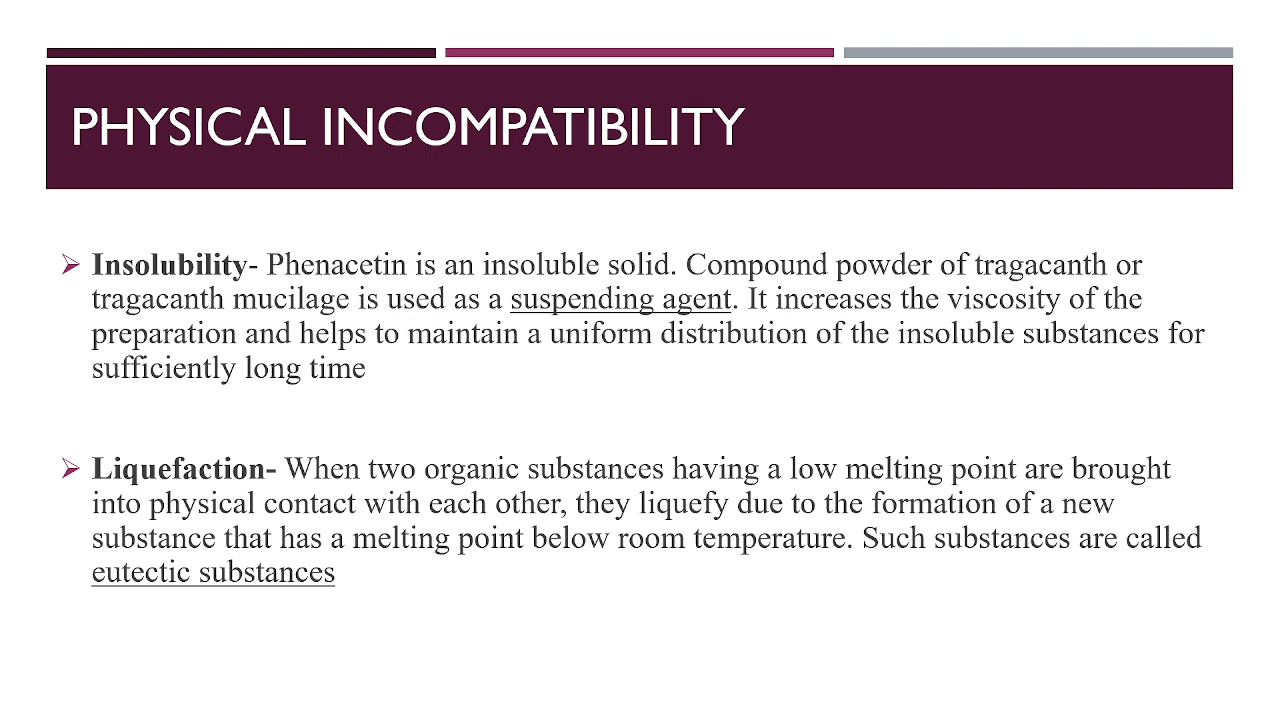 PHYSICAL INCOMPATIBILITY
Insolubility- Phenacetin is an insoluble solid. Compound powder of tragacanth or
tragacanth mucilage is used as a suspending agent. It increases the viscosity of the
preparation and helps to maintain a uniform distribution of the insoluble substances for
sufficiently long time
Liquefaction- When two organic substances having a low melting point are brought
into physical contact with each other, they liquefy due to the formation of a new
substance that has a melting point below room temperature. Such substances are called
eutectic substances